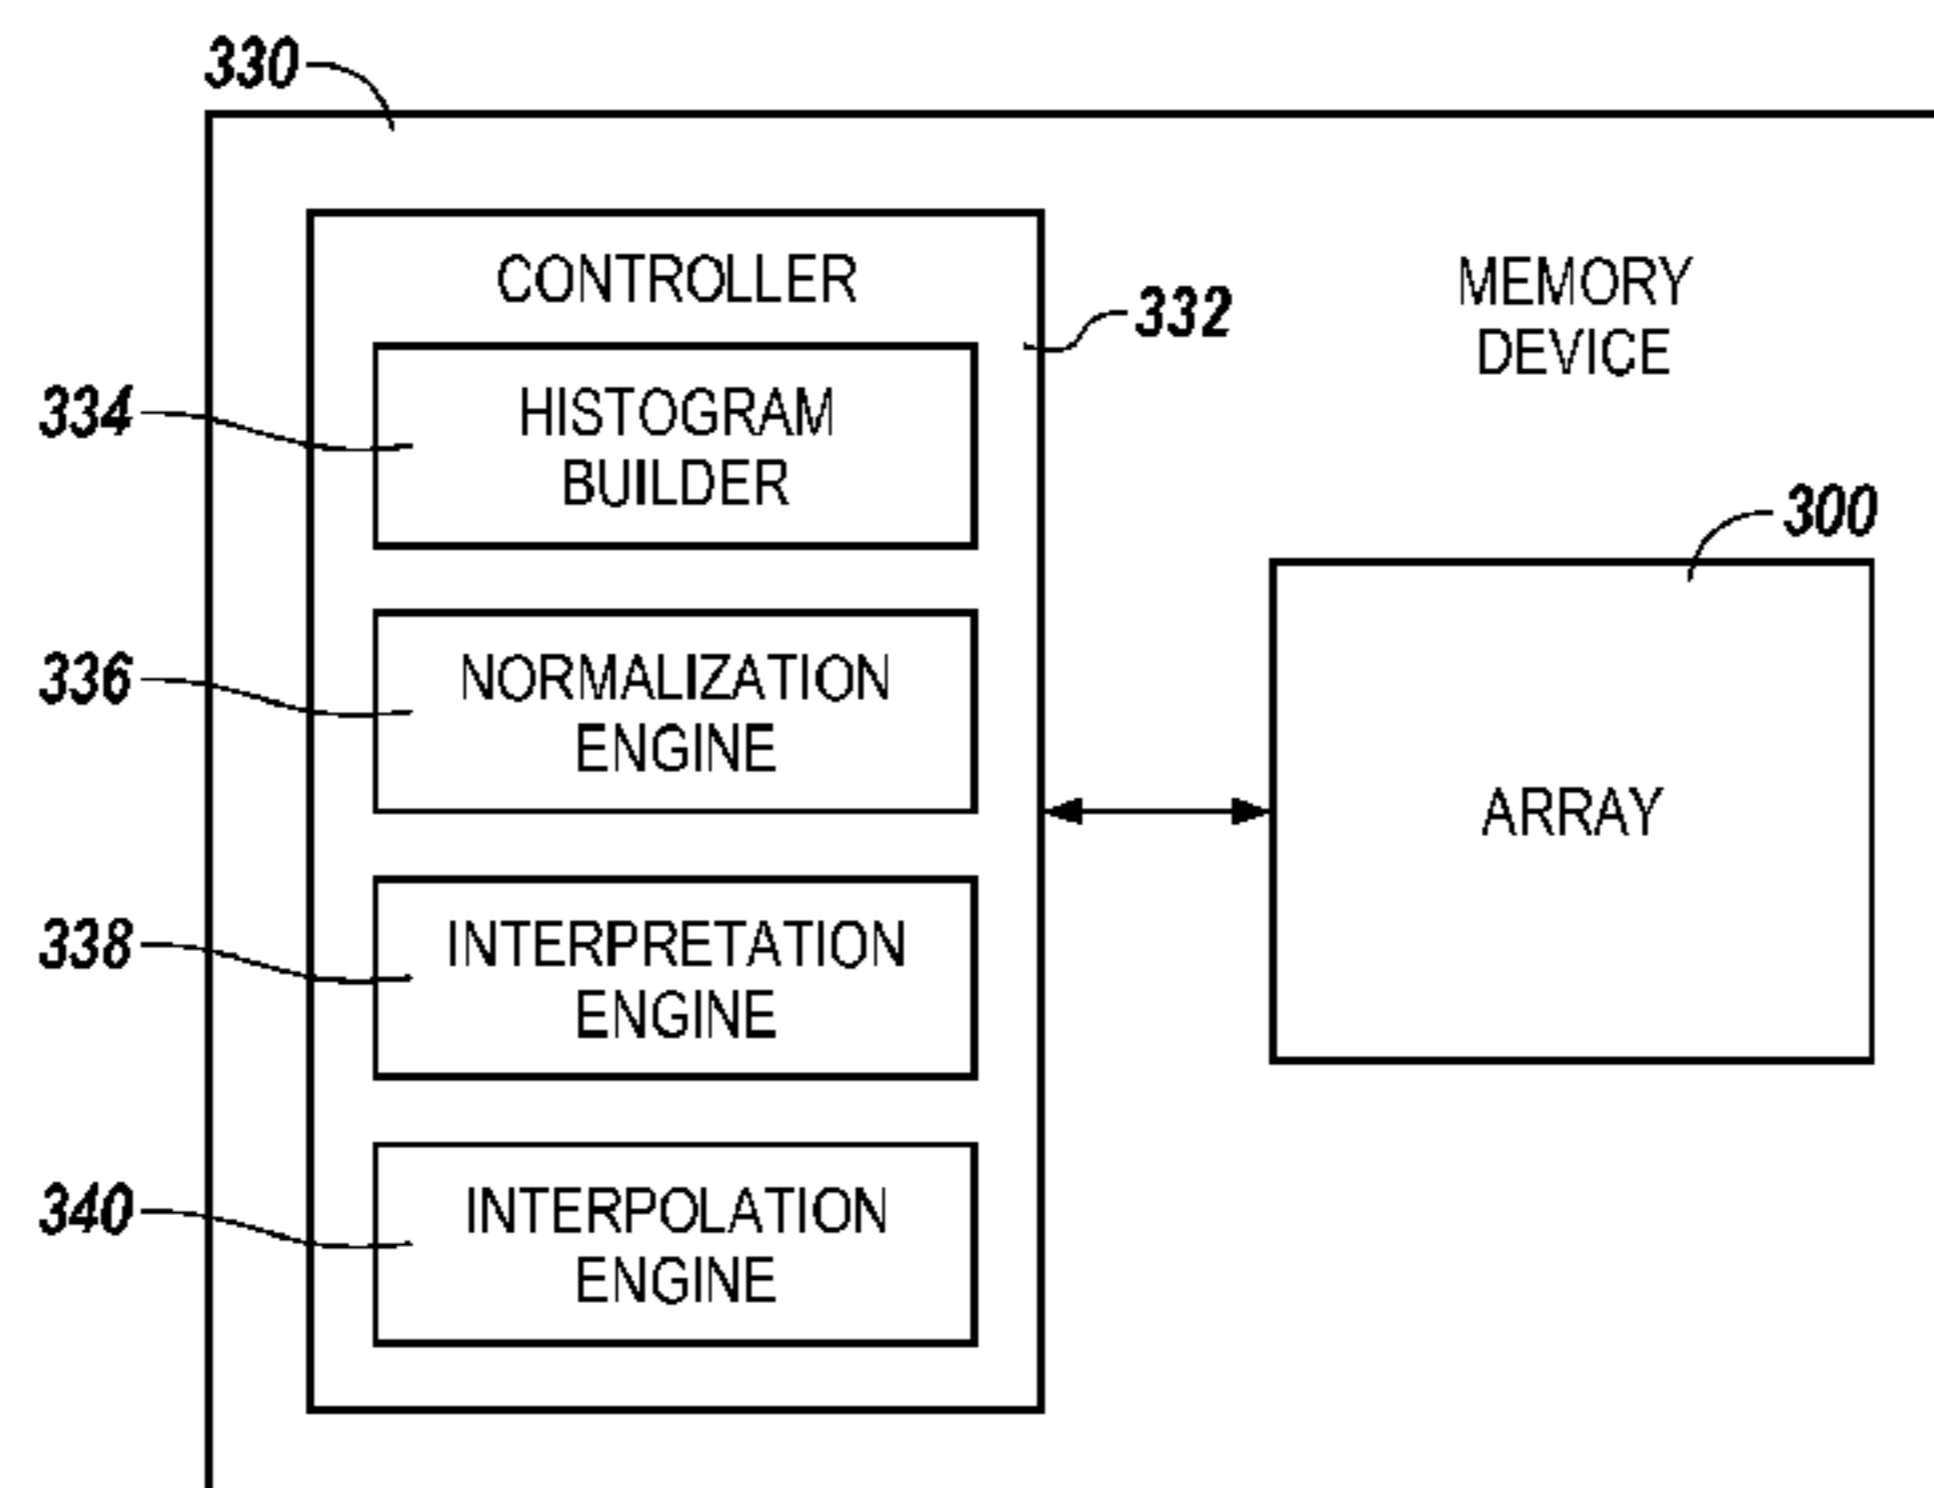 330
CONTROLLER
332
MEMORY
DEVICE
334
HISTOGRAM
BUILDER
300
336
NORMALIZATION
ENGINE
ARRAY
338
INTERPRETATION
ENGINE
340
INTERPOLATION
ENGINE